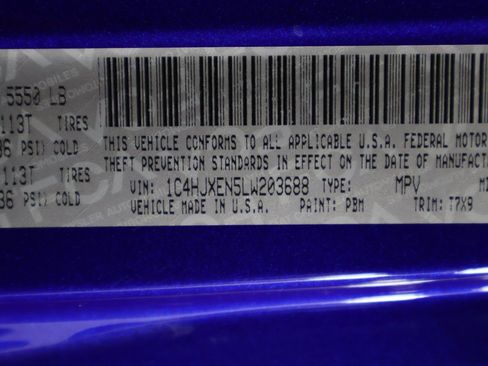 5550 LB
113T TIRES
36 PSI/ COLD
113T TIRES
36 PSI/ COLD
THIS VEHICLE CONFORMS TO ALL APPLICABLE U.S.A. FEDERAL MOTOR
THEFT PREVENTION STANDARDS IN EFFECT ON THE DATE OF MANUFACTU
VIN: 1C4HJXEN5LW203688 TYPE: MPV
VEHICLE MADE IN U.S.A. PAINT: PBM TRIM: T7X9